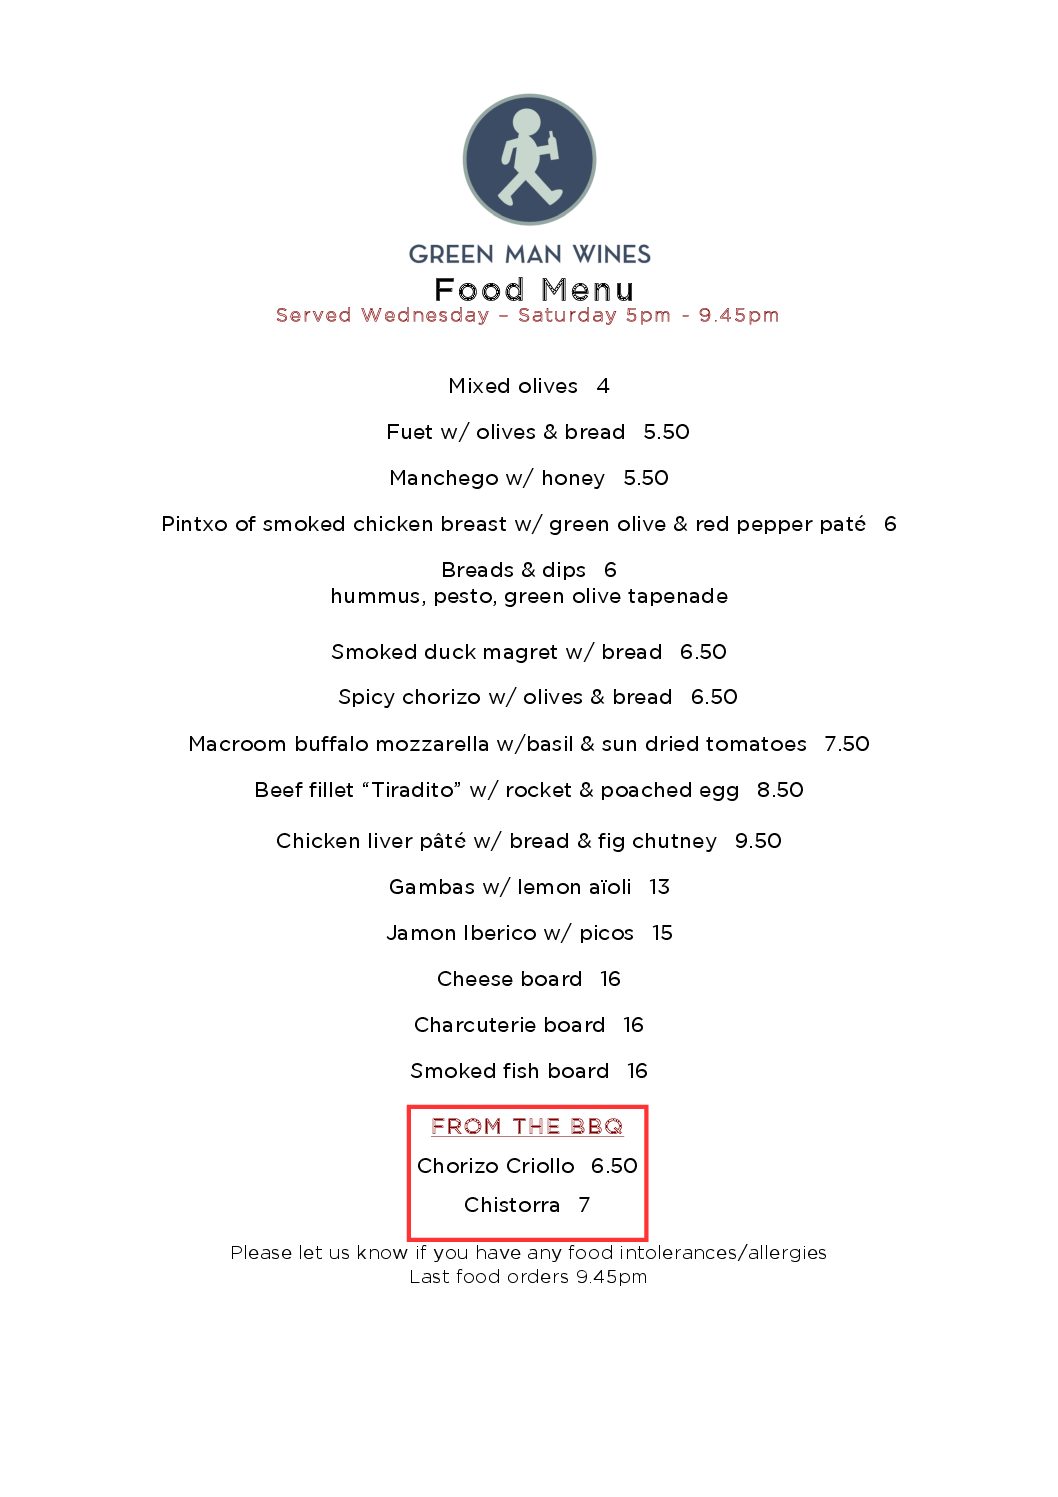 GREEN MAN WINES
Food Menu
Served Wednesday – Saturday 5pm - 9.45pm
Mixed olives 4
Fuet w/ olives & bread 5.50
Manchego w/ honey 5.50
Pintxo of smoked chicken breast w/ green olive & red pepper paté 6
Breads & dips 6
hummus, pesto, green olive tapenade
Smoked duck magret w/ bread 6.50
Spicy chorizo w/ olives & bread 6.50
Macroom buffalo mozzarella w/basil & sun dried tomatoes 7.50
Beef fillet “Tiradito” w/ rocket & poached egg 8.50
Chicken liver pâté w/ bread & fig chutney 9.50
Gambas w/ lemon aïoli 13
Jamon Iberico w/ picos 15
Cheese board 16
Charcuterie board 16
Smoked fish board 16
FROM THE BBQ
Chorizo Criollo 6.50
Chistorra 7
Please let us know if you have any food intolerances/allergies
Last food orders 9.45pm